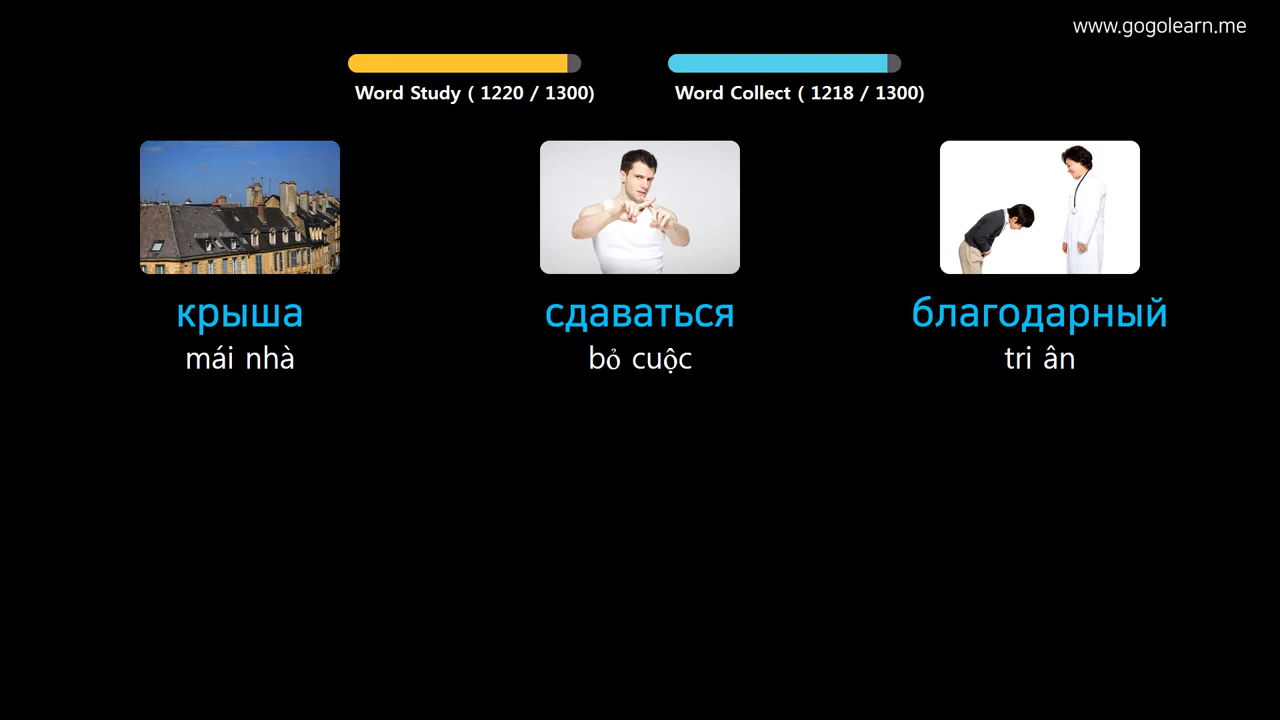 www.gogolearn.me
Word Study ( 1220 / 1300)
Word Collect ( 1218 / 1300)
крыша
mái nhà
сдаваться
bỏ cuộc
благодарный
tri ân